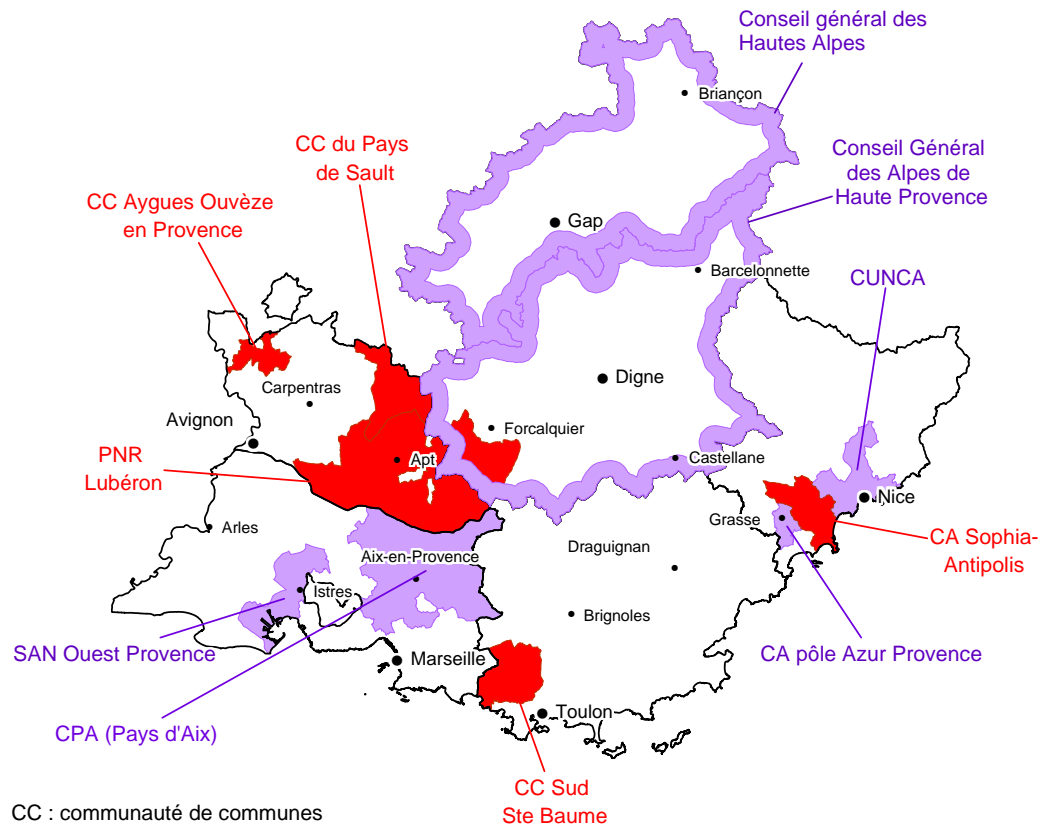 Conseil général des
Hautes Alpes
Briançon
CC du Pays
de Sault
Conseil Général
des Alpes de
Haute Provence
CC Aygues Ouvèze
en Provence
Gap
Barcelonnette
CUNCA
Carpentras
Digne
Avignon
Forcalquier
PNR
Lubéron
Apt
Castellane
Nice
Arles
Grasse
CA Sophia-
Antipolis
Aix-en-Provence
Draguignan
Istres
Brignoles
SAN Ouest Provence
Marseille
CA pôle Azur Provence
CPA (Pays d'Aix)
Toulon
CC Sud
Ste Baume
CC : communauté de communes